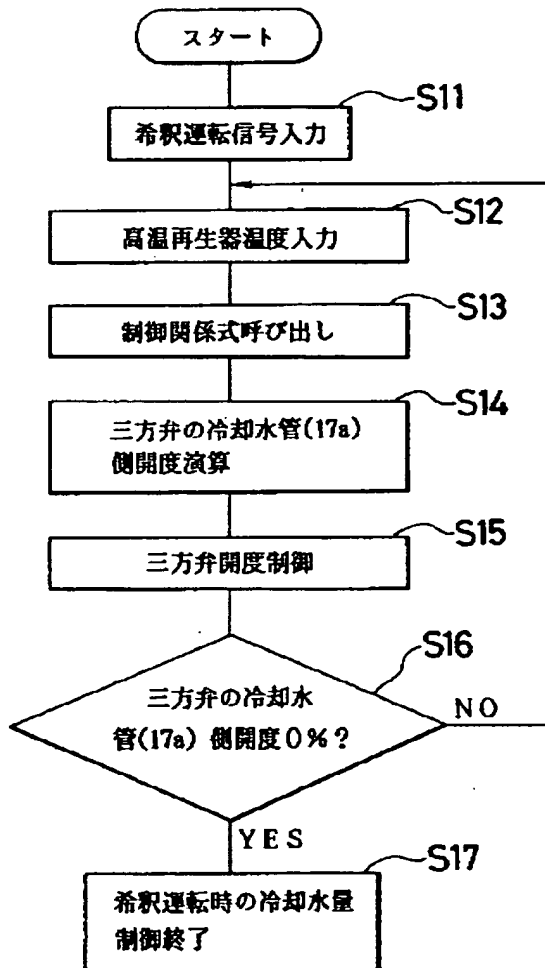 スタート
S11
希釈運転信号入力
S12
高温再生器温度入力
S13
制御関係式呼び出し
S14
三方弁の冷却水管(17a)
側開度演算
S15
三方弁開度制御
S16
三方弁の冷却水
管(17a) 側開度0%?
NO
YES
S17
希釈運転時の冷却水量
制御終了